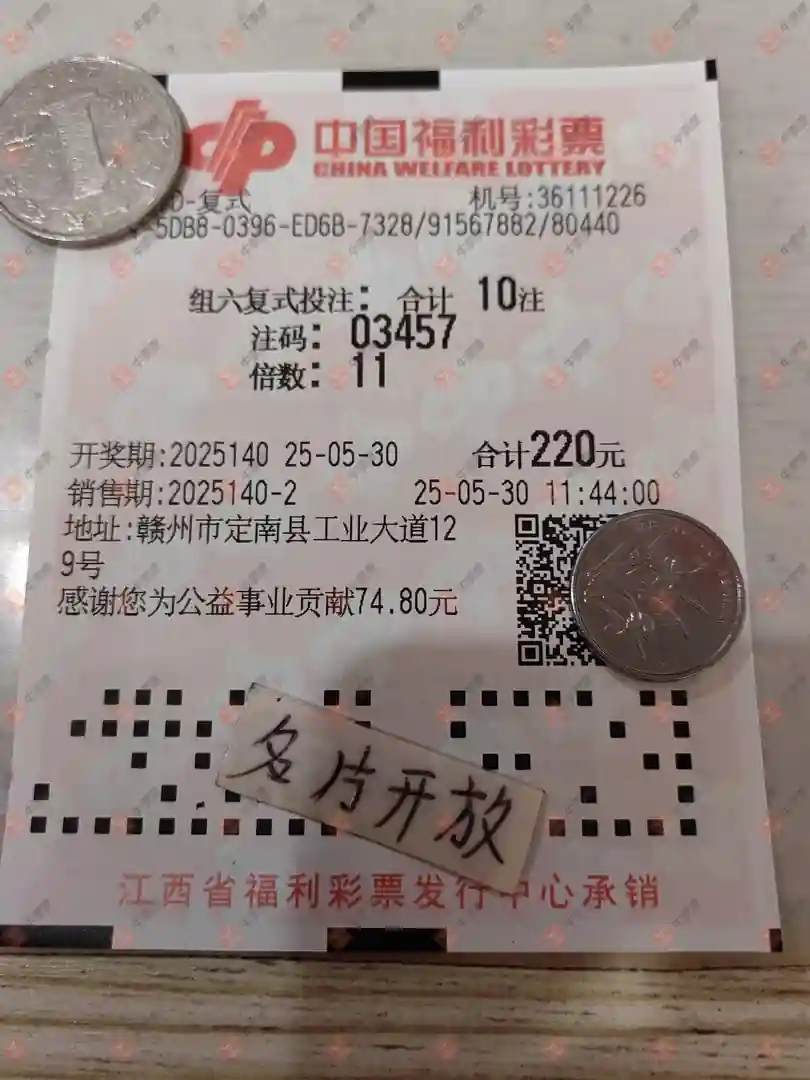 中国福利彩票
CHINA WELFARE LOTTERY
D-复式 机号:36111226
5DB8-0396-ED6B-7328/91567882/80440
组六复式投注: 合计 10注
注码: 03457
倍数: 11
开奖期:2025140 25-05-30 合计220元
销售期:2025140-2 25-05-30 11:44:00
地址:赣州市定南县工业大道12
9号
感谢您为公益事业贡献74.80元
名片开放
江西省福利彩票发行中心承销